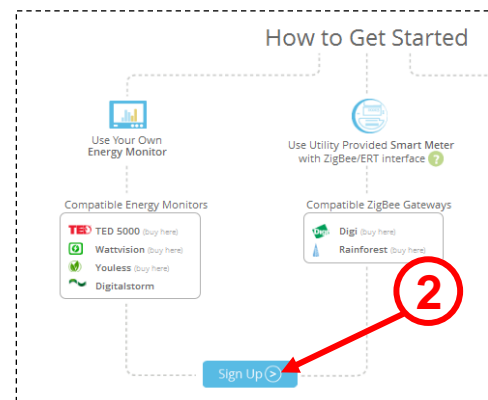 How to Get Started
Use Your Own
Energy Monitor
Use Utility Provided Smart Meter
with ZigBee/ERT interface ?
Compatible Energy Monitors
TED TED 5000 (buy here)
Wattvision (buy here)
Youless (buy here)
Digitalstorm
Compatible ZigBee Gateways
Digi Digi (buy here)
Rainforest (buy here)
2
Sign Up >